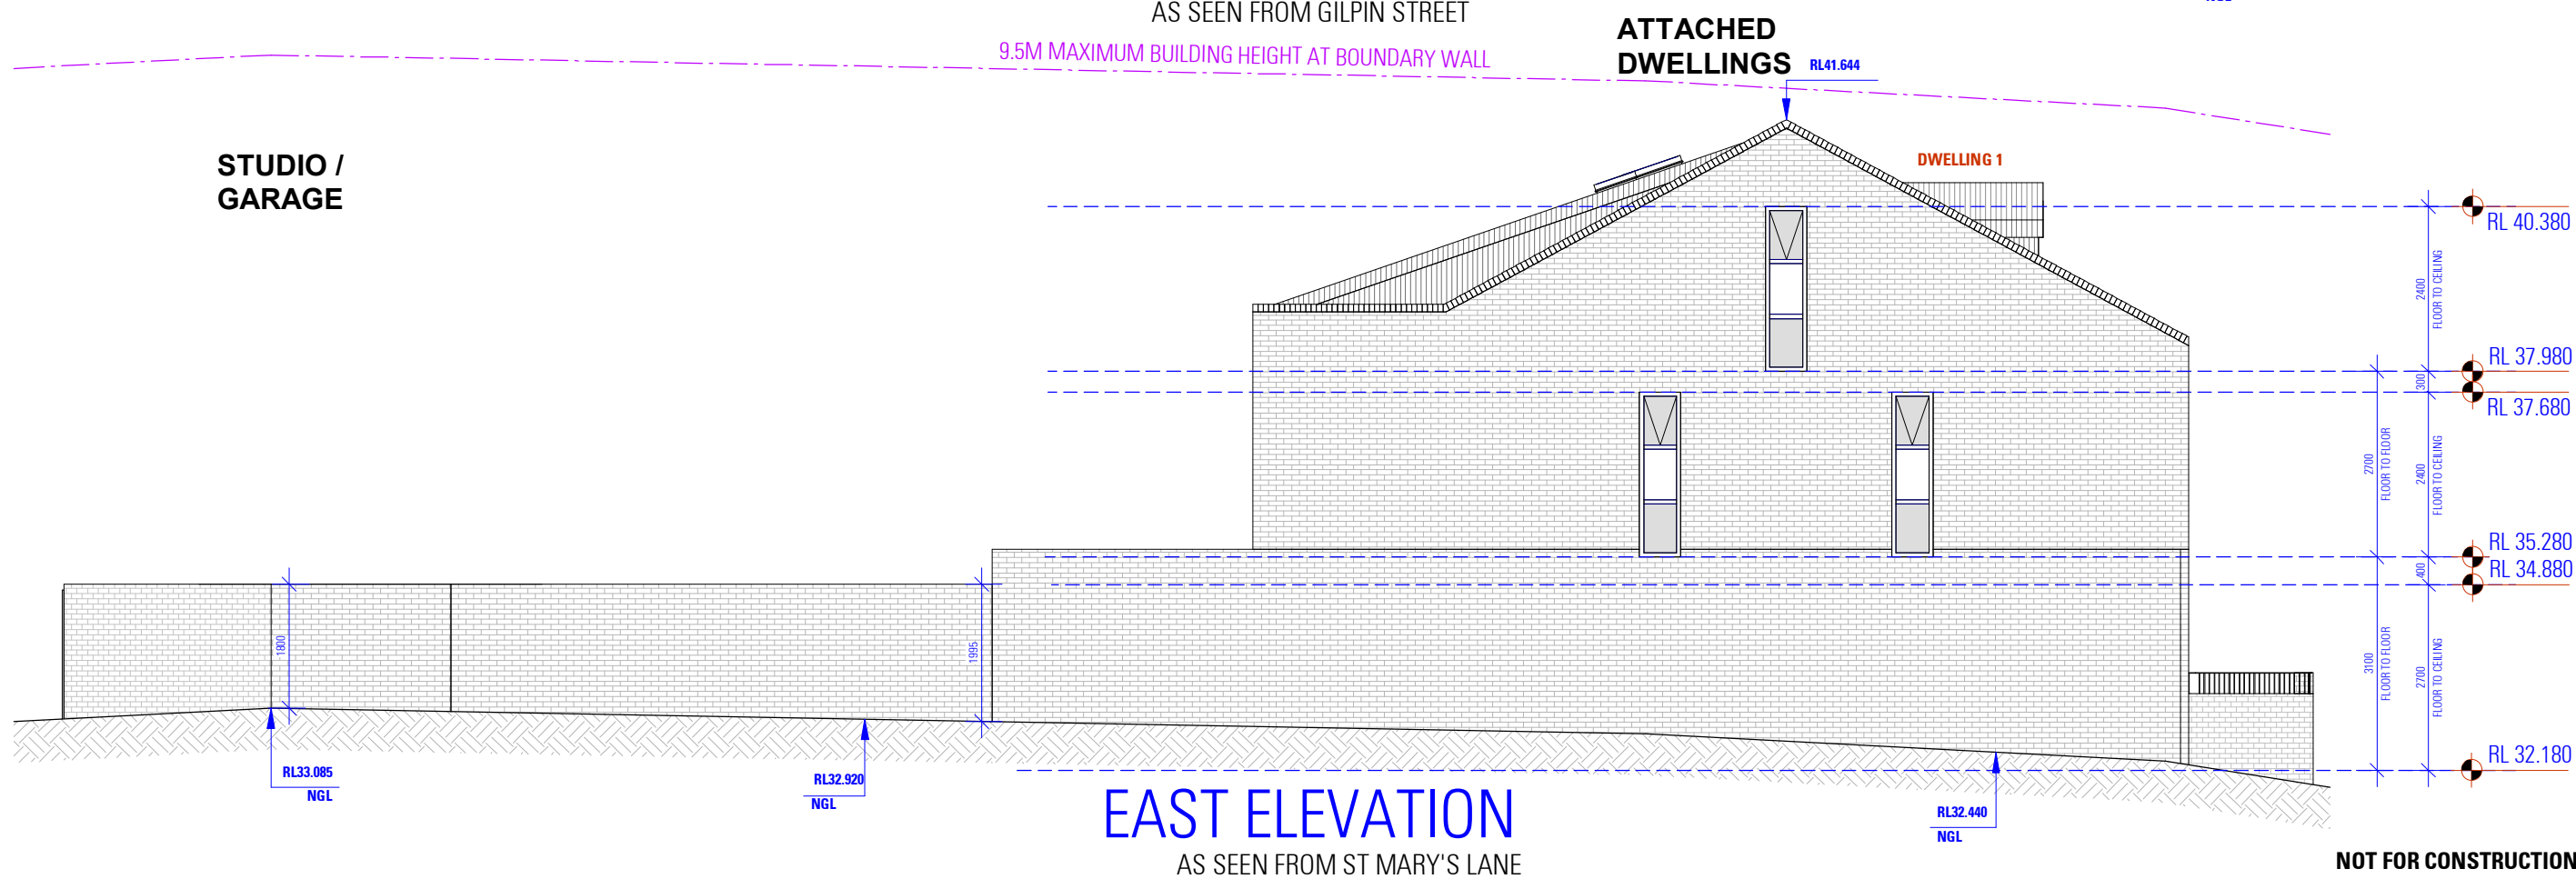 AS SEEN FROM GILPIN STREET
NGL
9.5M MAXIMUM BUILDING HEIGHT AT BOUNDARY WALL
ATTACHED
DWELLINGS
RL41.644
STUDIO /
GARAGE
DWELLING 1
RL 40.380
2400
FLOOR TO CEILING
RL 37.980
300
RL 37.680
2700
FLOOR TO FLOOR
2400
FLOOR TO CEILING
RL 35.280
400
RL 34.880
1800
1995
3100
FLOOR TO FLOOR
2700
FLOOR TO CEILING
RL 32.180
RL33.085
NGL
RL32.920
NGL
RL32.440
NGL
EAST ELEVATION
AS SEEN FROM ST MARY'S LANE
NOT FOR CONSTRUCTION